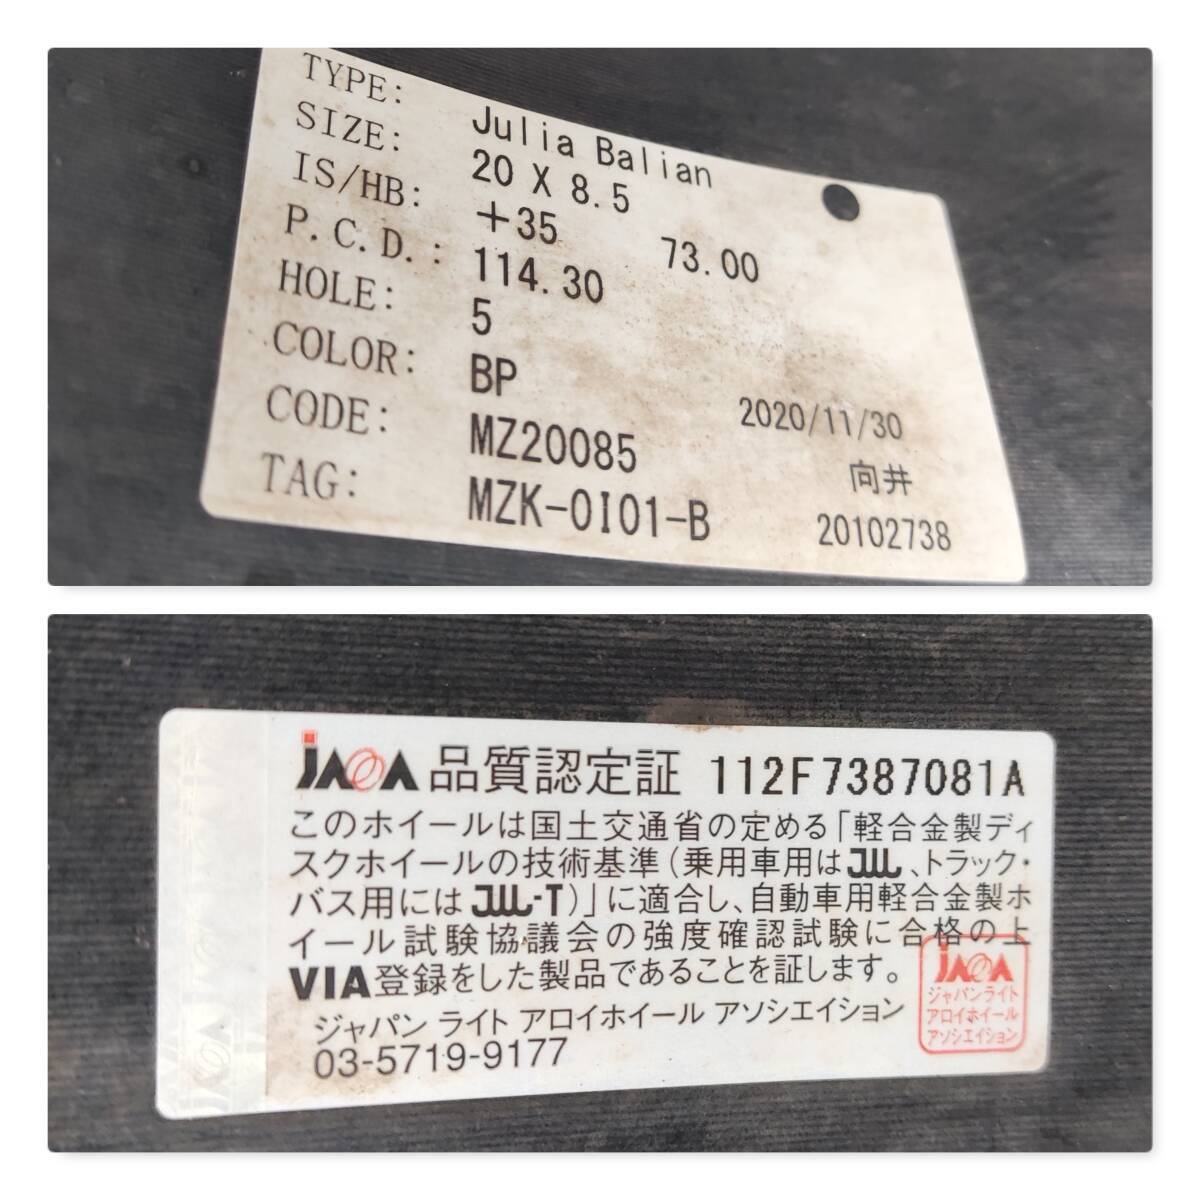 TYPE: Julia Balian
SIZE: 20 X 8.5
IS/HB: +35 73.00
P.C.D.: 114.30
HOLE: 5
COLOR: BP
CODE: MZ20085 2020/11/30
向井
TAG: MZK-0I01-B 20102738
JAWA 品質認定証 112F7387081A
このホイールは国土交通省の定める「軽合金製ディ
スクホイールの技術基準(乗用車用はJWL、トラック・
バス用にはJWL-T)」に適合し、自動車用軽合金製ホ
イール試験協議会の強度確認試験に合格の上
VIA登録をした製品であることを証します。
ジャパン ライト アロイホイール アソシエイション
03-5719-9177
JAWA
ジャパンライト
アロイホイール
アソシエイション